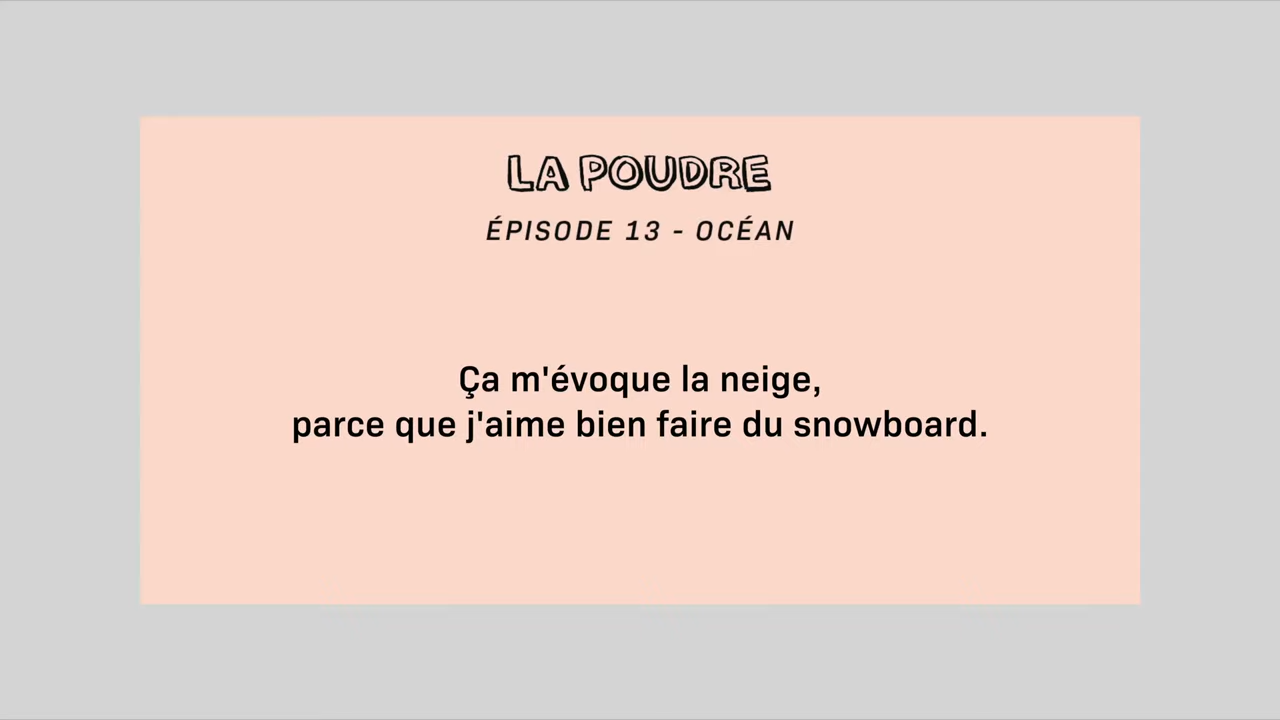 LA POUDRE
ÉPISODE 13 - OCÉAN
Ça m'évoque la neige,
parce que j'aime bien faire du snowboard.